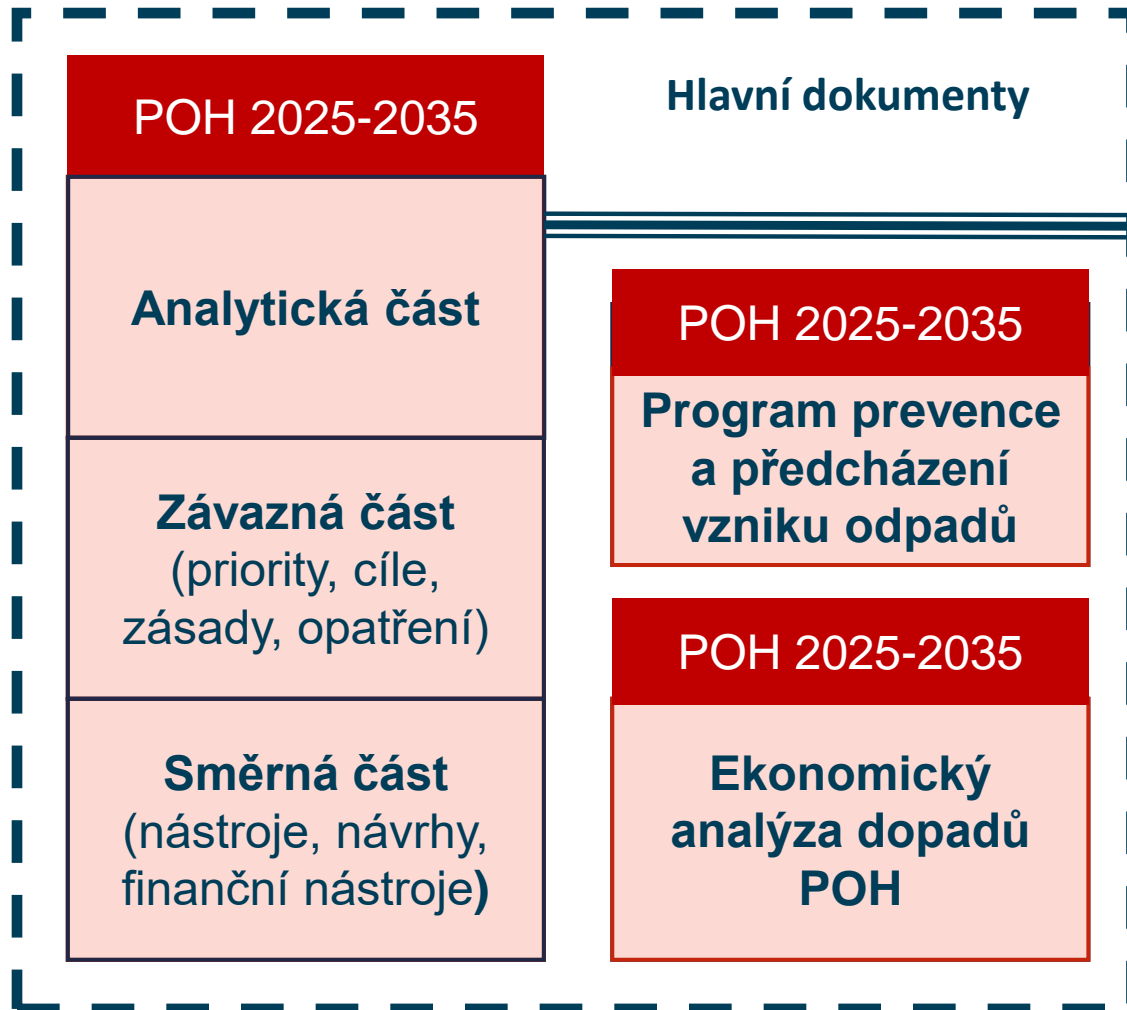 POH 2025-2035
Analytická část
Závazná část
(priority, cíle,
zásady, opatření)
Směrná část
(nástroje, návrhy,
finanční nástroje)
Hlavní dokumenty
POH 2025-2035
Program prevence
a předcházení
vzniku odpadů
POH 2025-2035
Ekonomický
analýza dopadů
POH